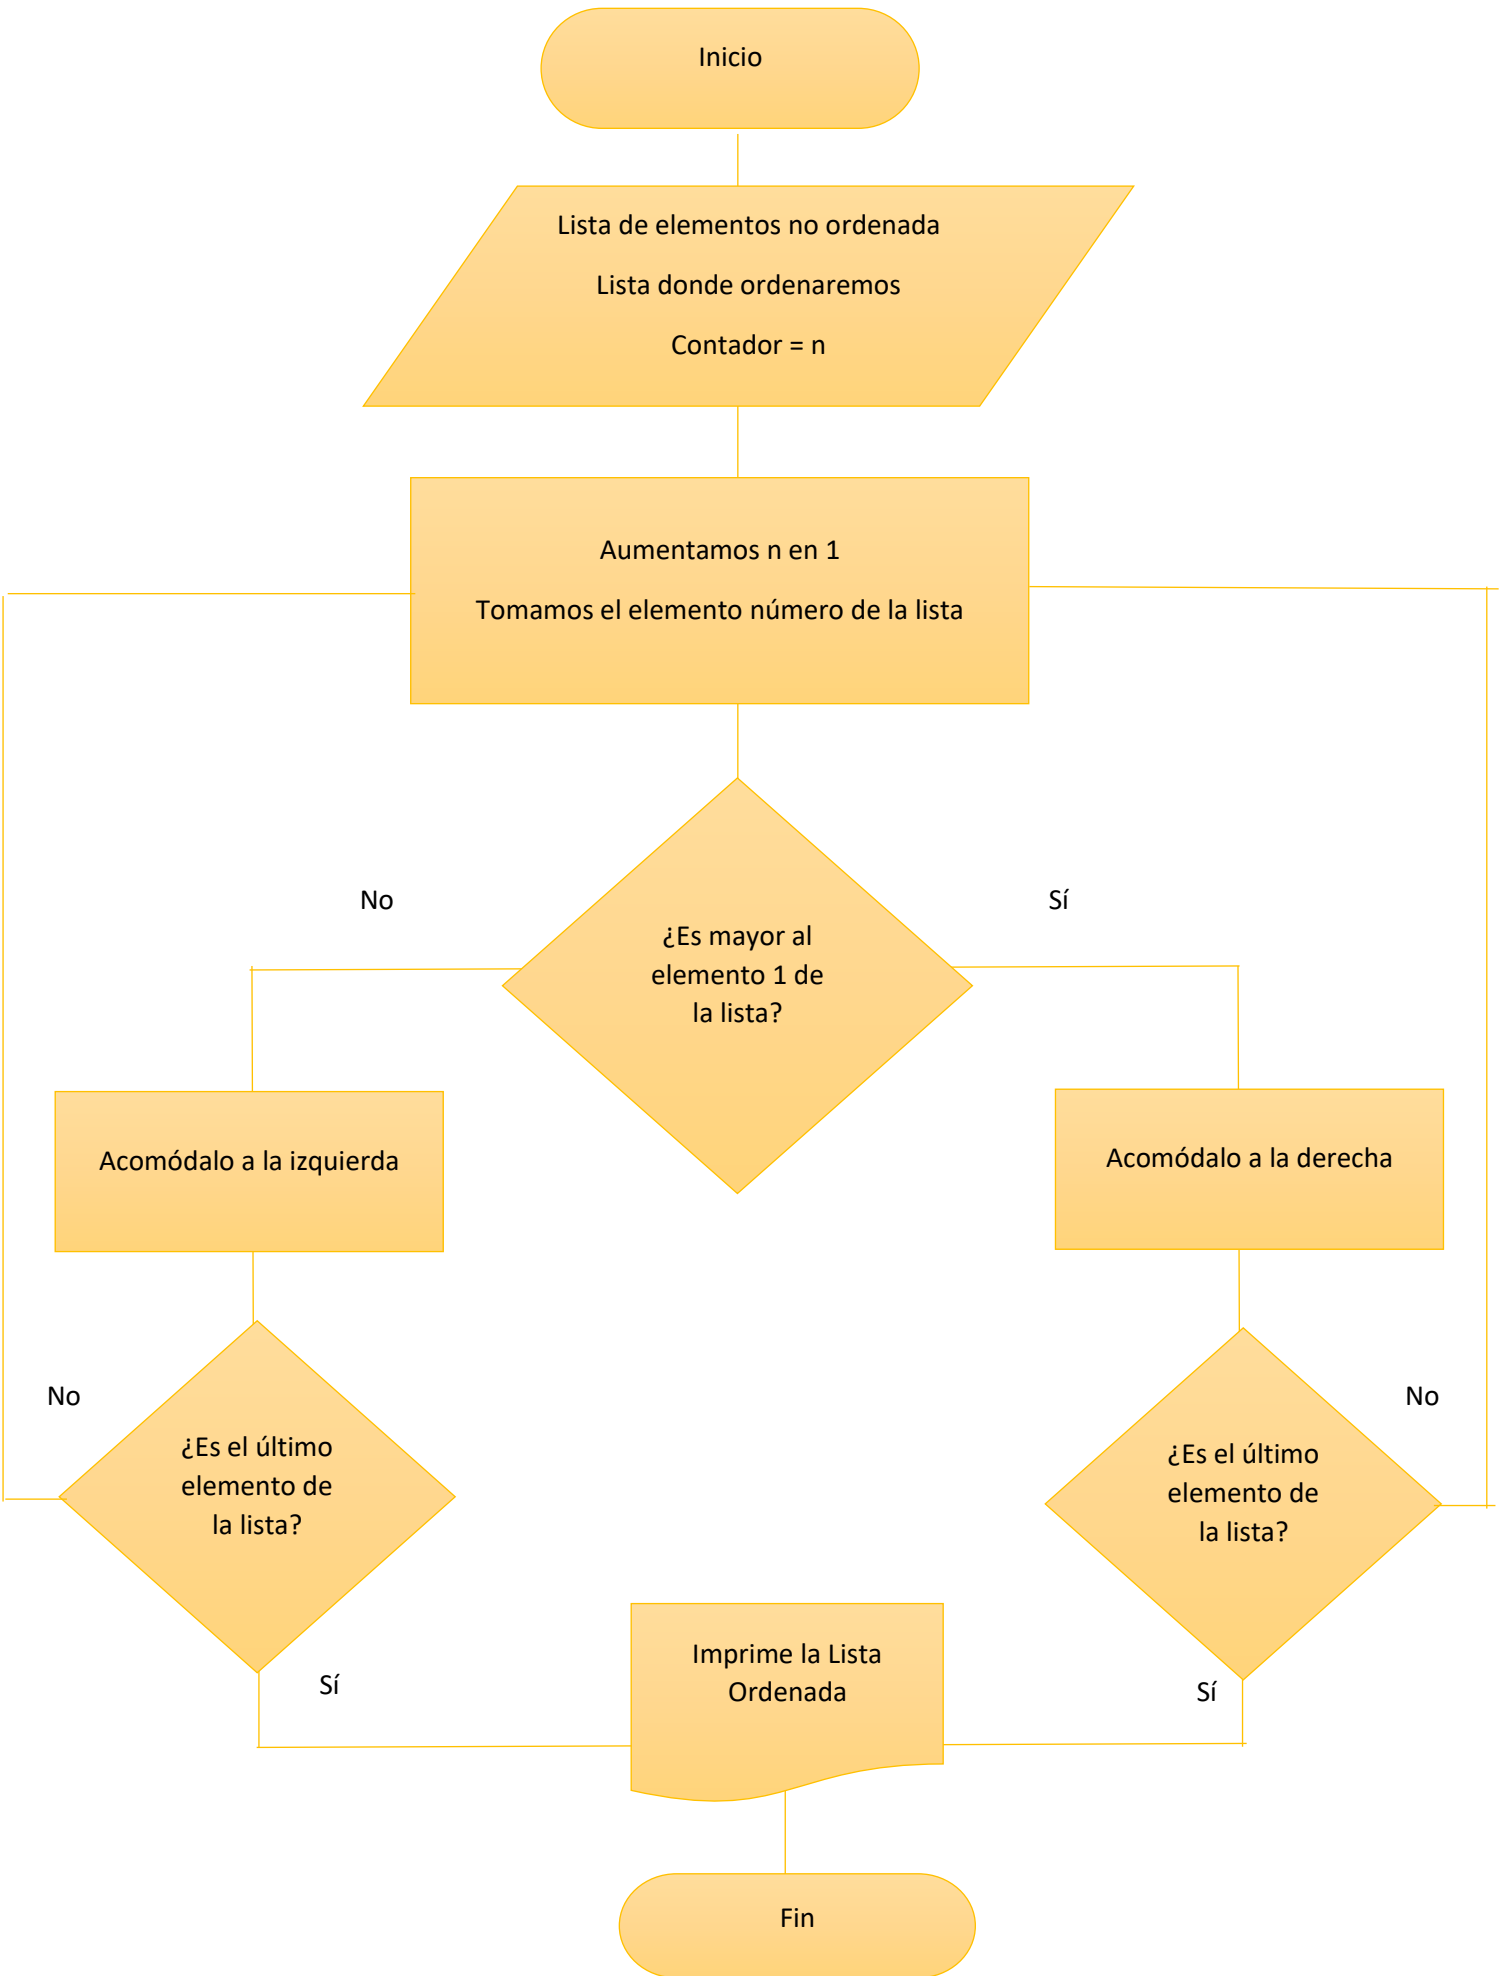 Inicio
Lista de elementos no ordenada
Lista donde ordenaremos
Contador = n
Aumentamos n en 1
Tomamos el elemento número de la lista
No
Sí
¿Es mayor al
elemento 1 de
la lista?
Acomódalo a la izquierda
Acomódalo a la derecha
No
¿Es el último
elemento de
la lista?
No
¿Es el último
elemento de
la lista?
Sí
Imprime la Lista
Ordenada
Sí
Fin